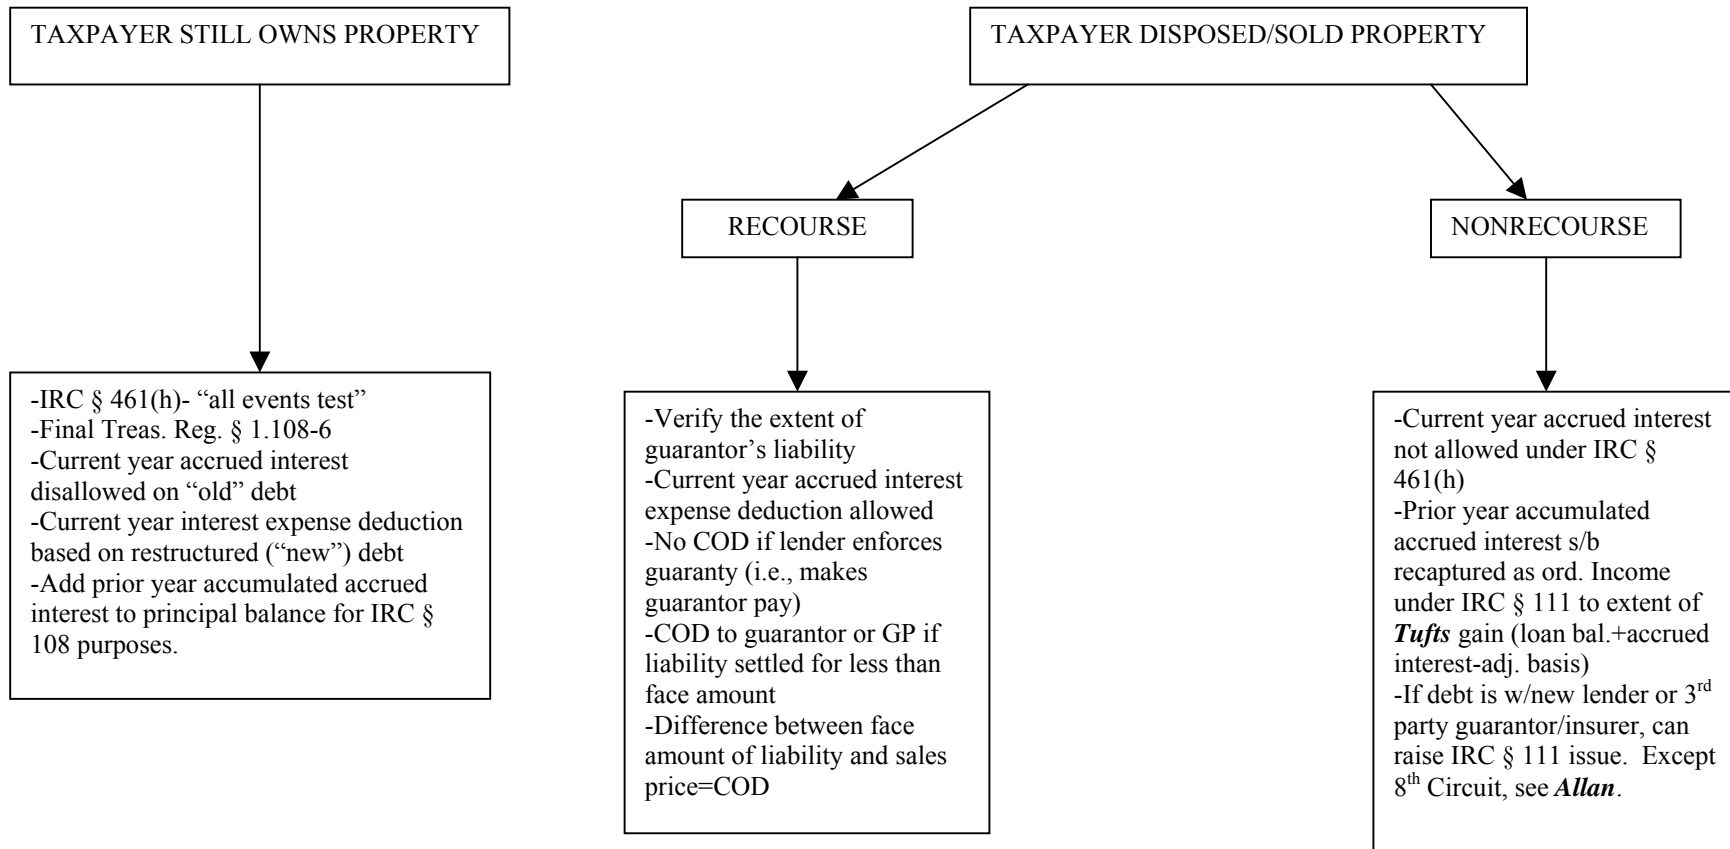 TAXPAYER STILL OWNS PROPERTY
TAXPAYER DISPOSED/SOLD PROPERTY
RECOURSE
NONRECOURSE
-IRC § 461(h)- “all events test”
-Final Treas. Reg. § 1.108-6
-Current year accrued interest
disallowed on “old” debt
-Current year interest expense deduction
based on restructured (“new”) debt
-Add prior year accumulated accrued
interest to principal balance for IRC §
108 purposes.
-Verify the extent of
guarantor’s liability
-Current year accrued interest
expense deduction allowed
-No COD if lender enforces
guaranty (i.e., makes
guarantor pay)
-COD to guarantor or GP if
liability settled for less than
face amount
-Difference between face
amount of liability and sales
price=COD
-Current year accrued interest
not allowed under IRC §
461(h)
-Prior year accumulated
accrued interest s/b
recaptured as ord. Income
under IRC § 111 to extent of
Tufts gain (loan bal.+accrued
interest-adj. basis)
-If debt is w/new lender or 3rd
party guarantor/insurer, can
raise IRC § 111 issue.  Except
8th Circuit, see Allan.